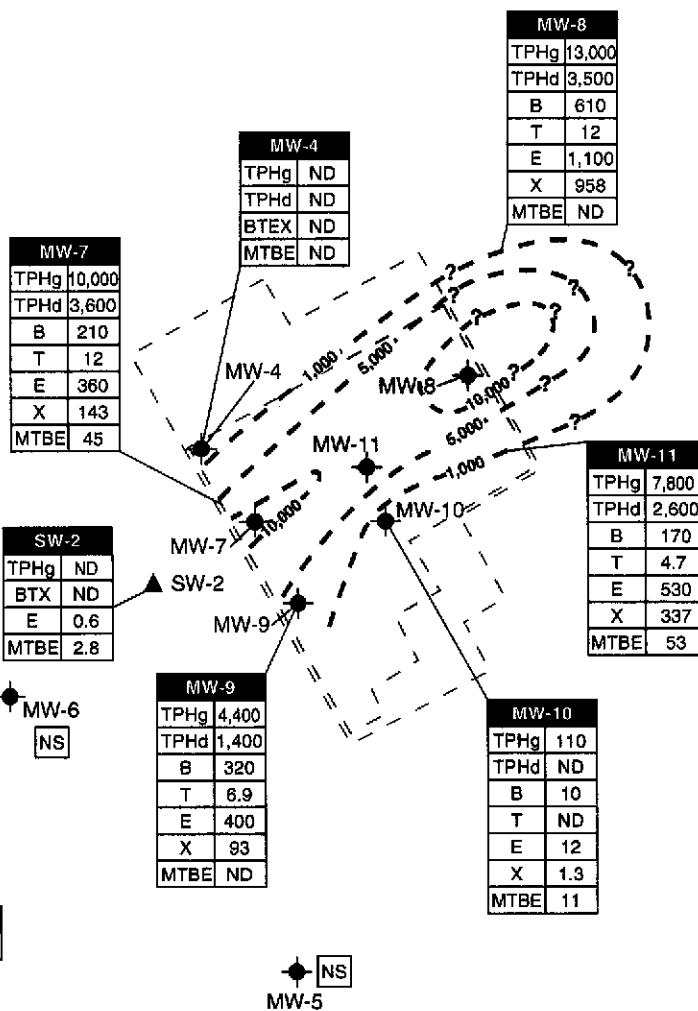 MW-8
TPHg 13,000
TPHd 3,500
B 610
T 12
E 1,100
X 958
MTBE ND
MW-4
TPHg ND
TPHd ND
BTEX ND
MTBE ND
MW-7
TPHg 10,000
TPHd 3,600
B 210
T 12
E 360
X 143
MTBE 45
?
?
?
?
?
?
1,000
5,000
MW-4
MW-8
10,000
?
?
?
5,000
1,000
MW-11
MW-11
TPHg 7,800
TPHd 2,600
B 170
T 4.7
E 530
X 337
MTBE 53
10,000
MW-10
MW-7
SW-2
TPHg ND
BTX ND
E 0.6
MTBE 2.8
SW-2
MW-9
MW-6
NS
MW-9
TPHg 4,400
TPHd 1,400
B 320
T 6.9
E 400
X 93
MTBE ND
MW-10
TPHg 110
TPHd ND
B 10
T ND
E 12
X 1.3
MTBE 11
NS
MW-5